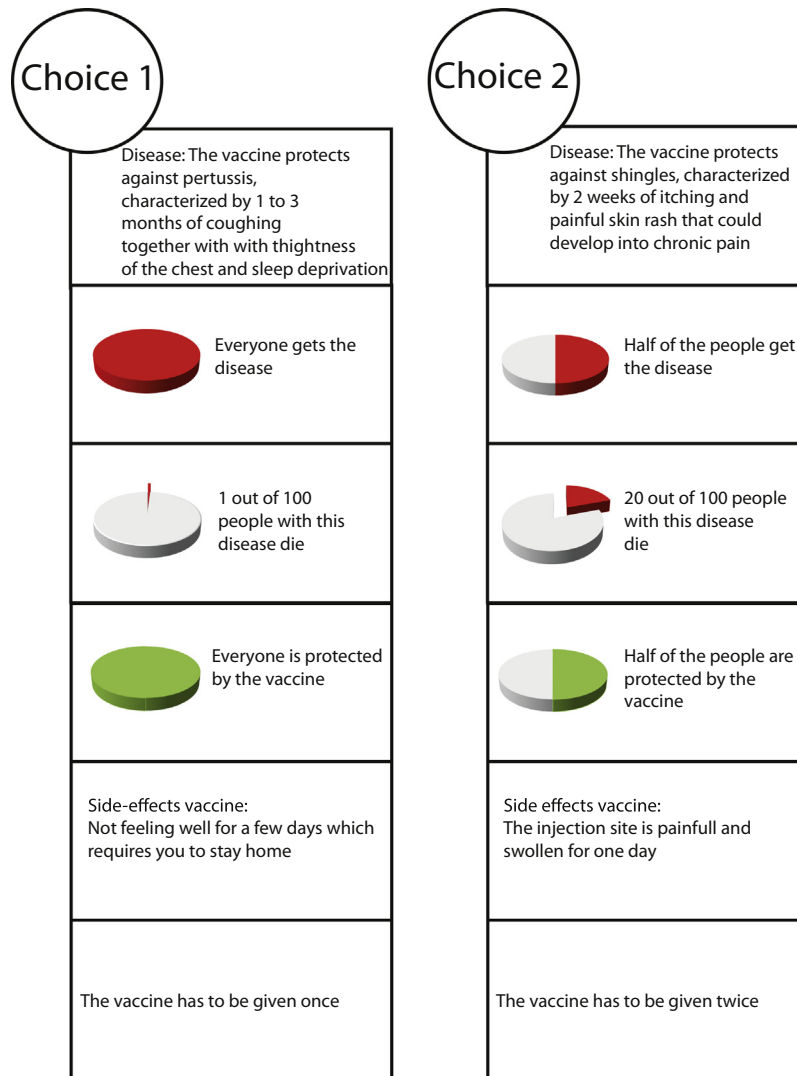 Choice 1
Disease: The vaccine protects
against pertussis,
characterized by 1 to 3
months of coughing
together with with thightness
of the chest and sleep deprivation
Everyone gets the
disease
1 out of 100
people with this
disease die
Everyone is protected
by the vaccine
Side-effects vaccine:
Not feeling well for a few days which
requires you to stay home
The vaccine has to be given once
Choice 2
Disease: The vaccine protects
against shingles, characterized
by 2 weeks of itching and
painful skin rash that could
develop into chronic pain
Half of the people get
the disease
20 out of 100 people
with this disease
die
Half of the people are
protected by the
vaccine
Side effects vaccine:
The injection site is painfull and
swollen for one day
The vaccine has to be given twice